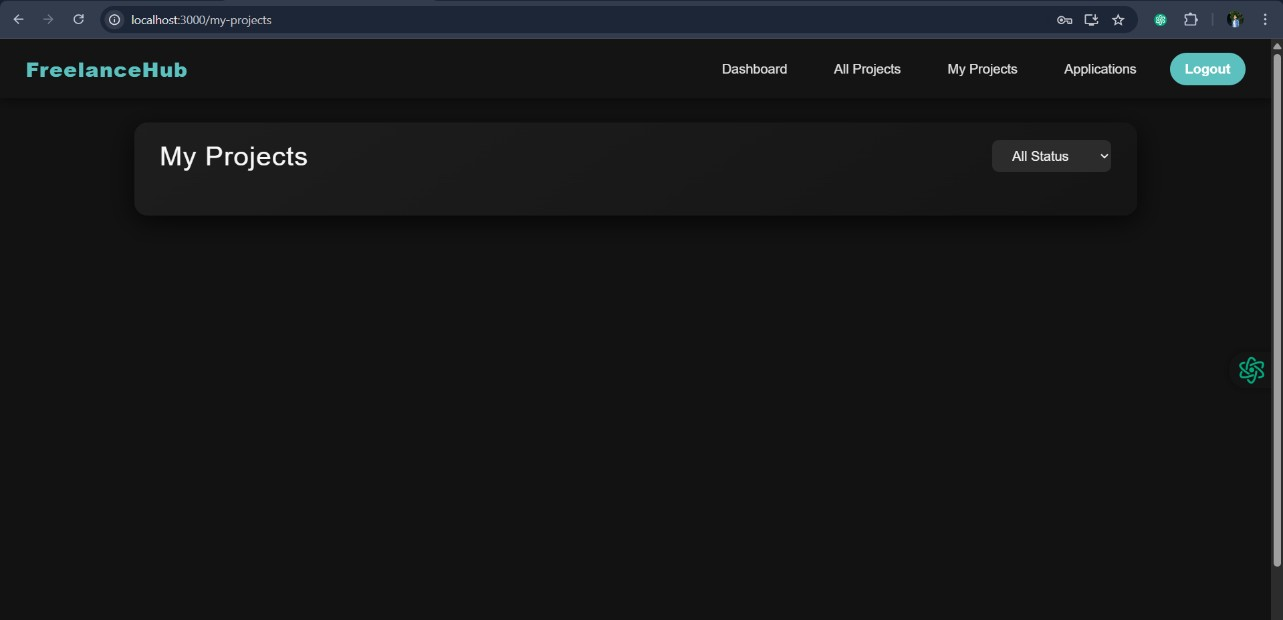 localhost:3000/my-projects
FreelanceHub
Dashboard
All Projects
My Projects
Applications
Logout
My Projects
All Status